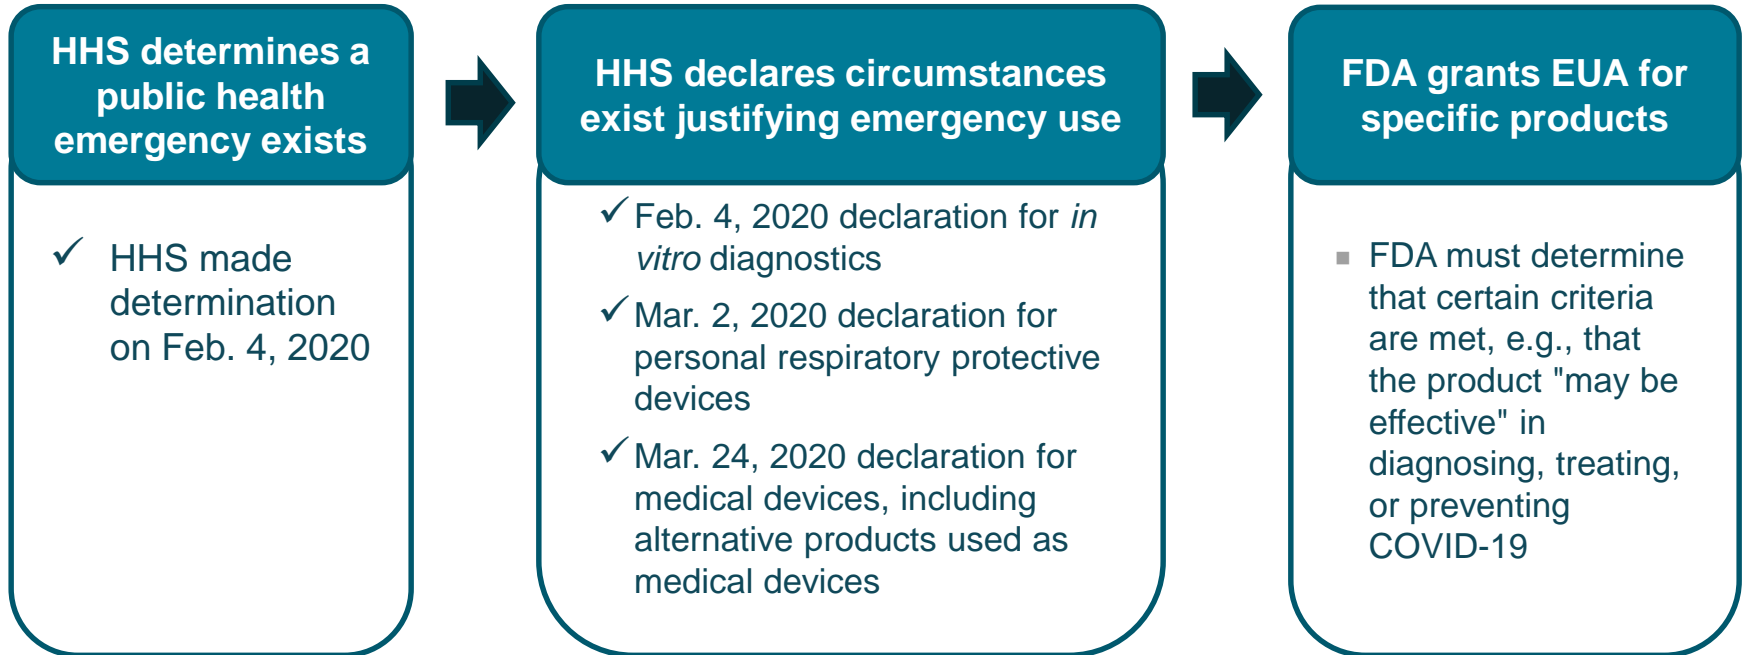 HHS determines a
public health
emergency exists
✓ HHS made
determination
on Feb. 4, 2020
HHS declares circumstances
exist justifying emergency use
✓ Feb. 4, 2020 declaration for in
vitro diagnostics
✓ Mar. 2, 2020 declaration for
personal respiratory protective
devices
✓ Mar. 24, 2020 declaration for
medical devices, including
alternative products used as
medical devices
FDA grants EUA for
specific products
▪ FDA must determine
that certain criteria
are met, e.g., that
the product "may be
effective" in
diagnosing, treating,
or preventing
COVID-19